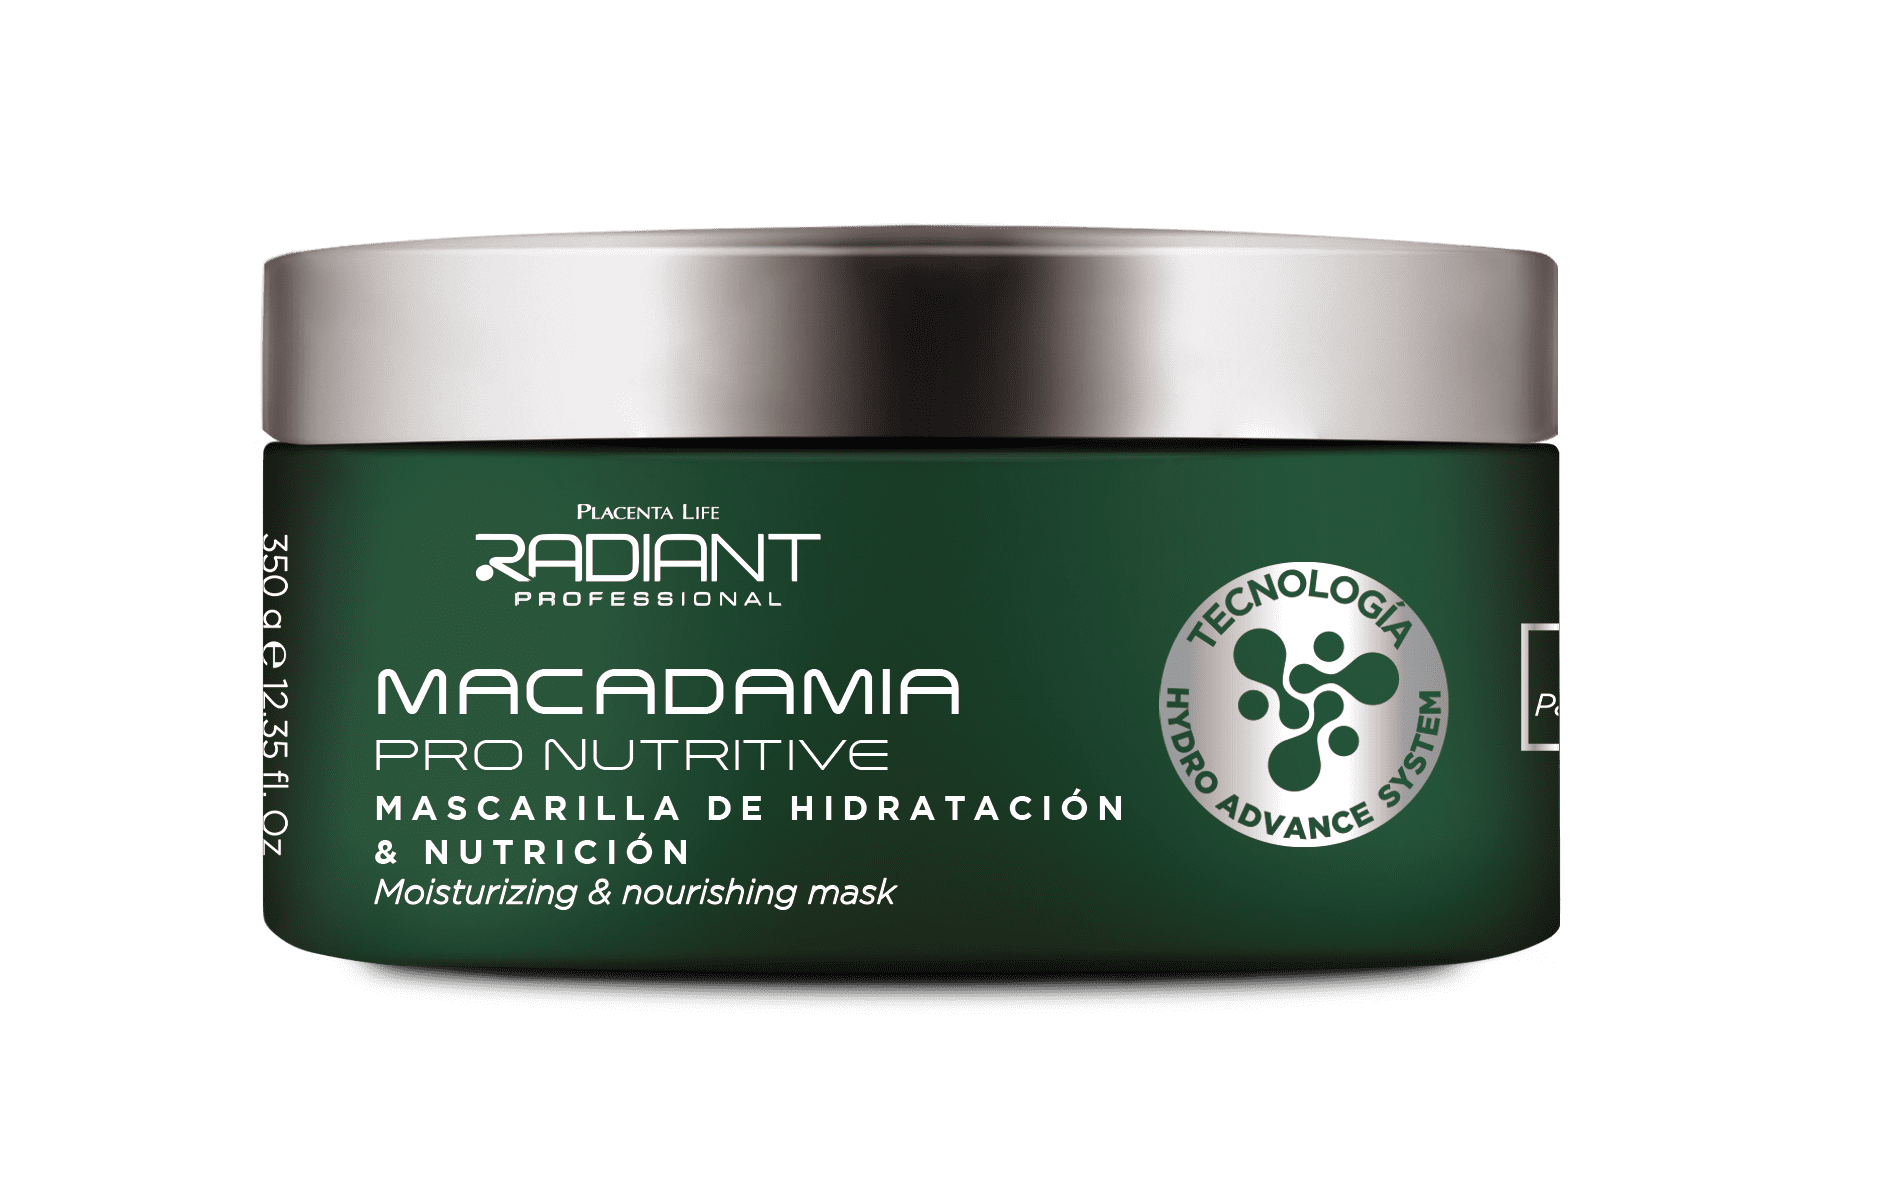 PLACENTA LIFE
RADIANT
PROFESSIONAL
MACADAMIA
PRO NUTRITIVE
MASCARILLA DE HIDRATACIÓN
& NUTRICIÓN
Moisturizing & nourishing mask
TECNOLOGÍA
HYDRO ADVANCE SYSTEM
350 g e 12.35 fl. Oz